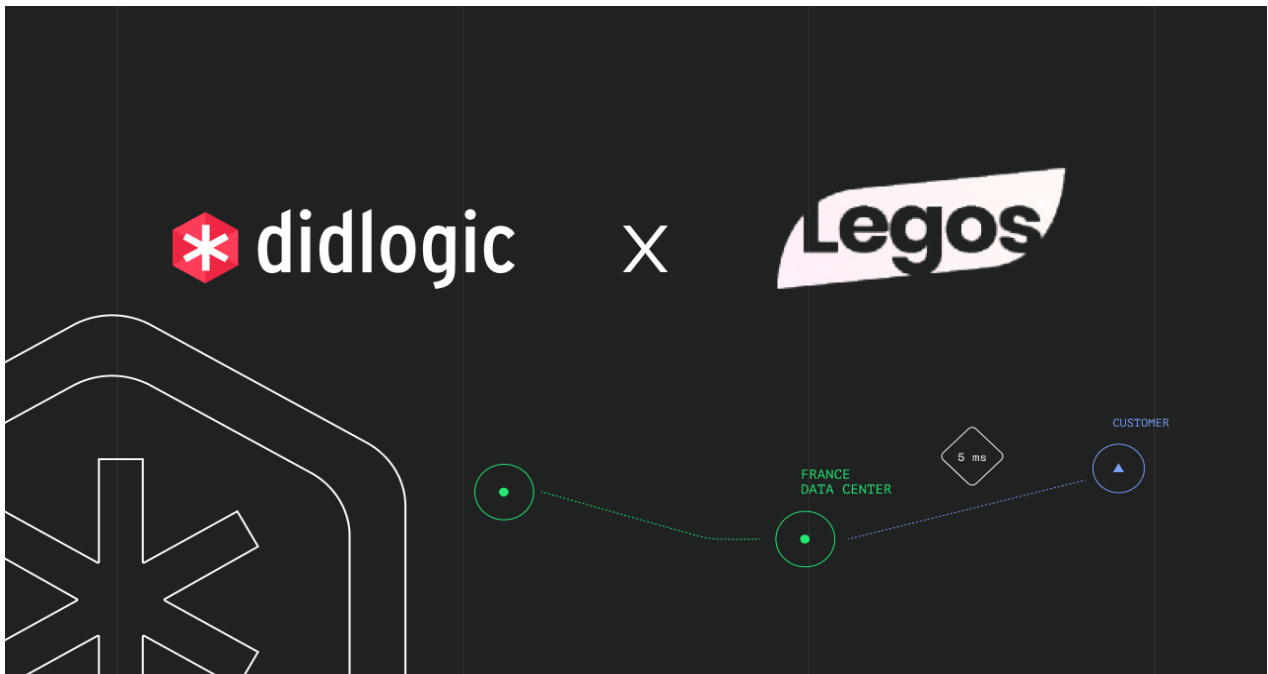 didlogic
X
Legos
CUSTOMER
5 ms
FRANCE
DATA CENTER